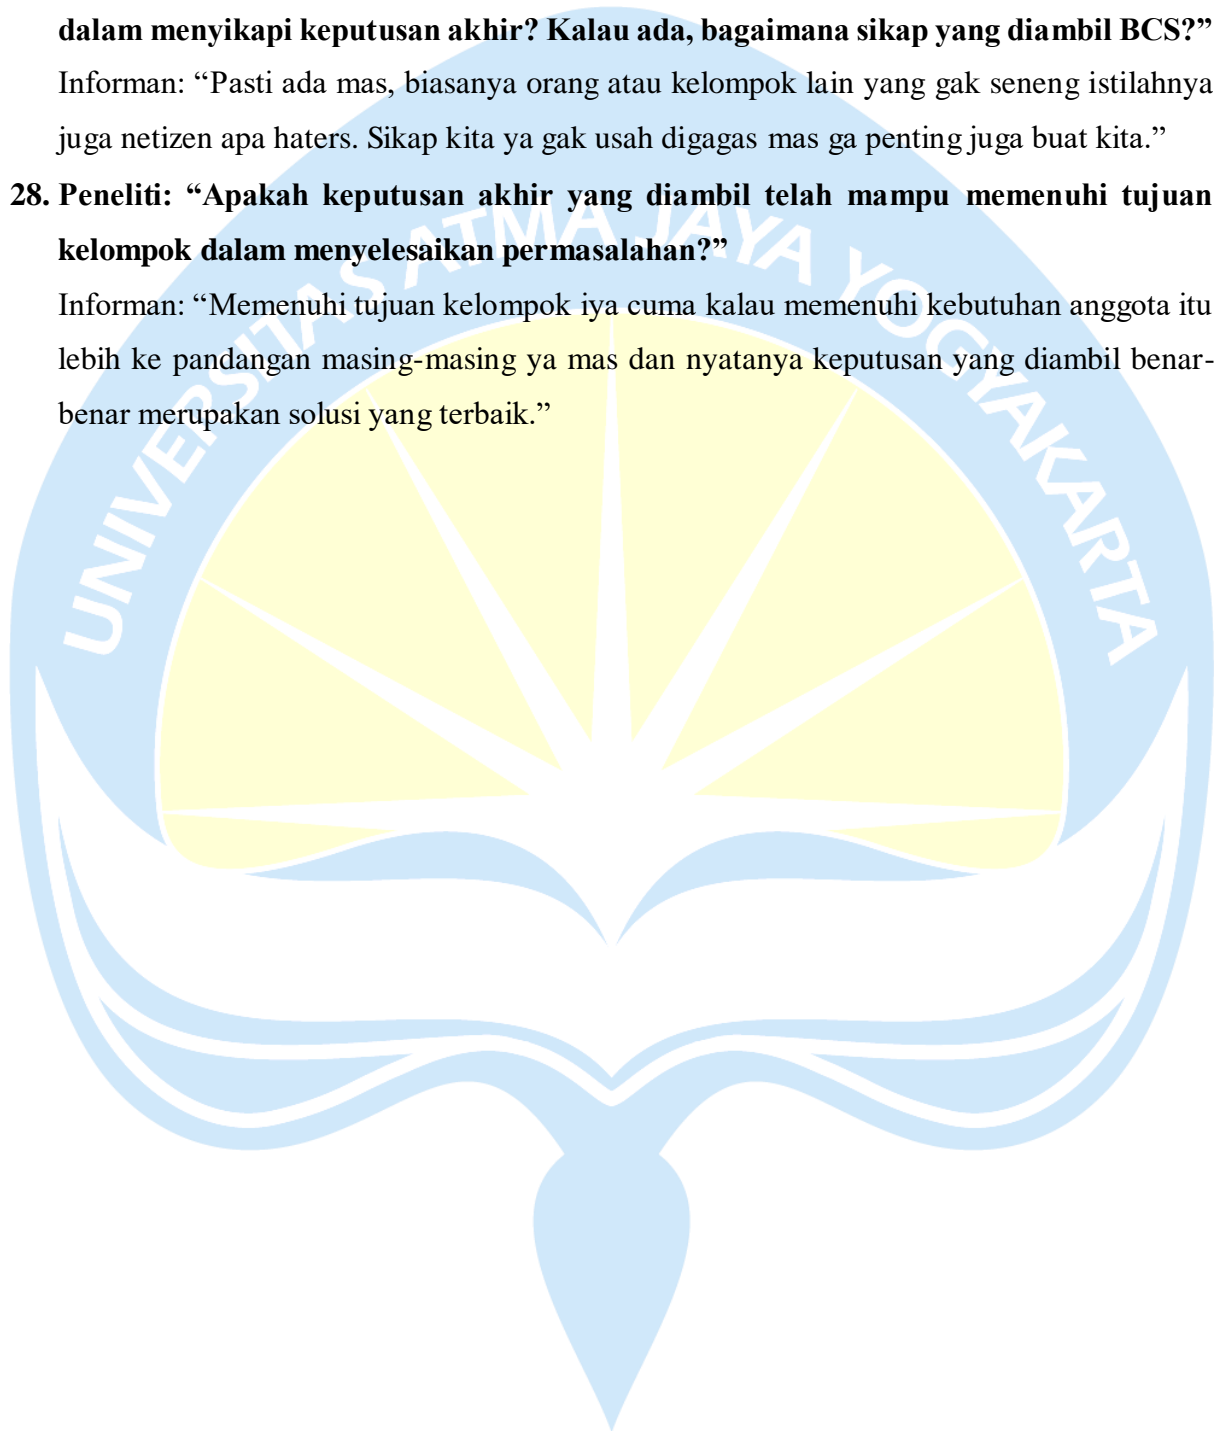 dalam menyikapi keputusan akhir? Kalau ada, bagaimana sikap yang diambil BCS?”
Informan: “Pasti ada mas, biasanya orang atau kelompok lain yang gak seneng istilahnya
juga netizen apa haters. Sikap kita ya gak usah digagas mas ga penting juga buat kita.”
28. Peneliti: “Apakah keputusan akhir yang diambil telah mampu memenuhi tujuan
kelompok dalam menyelesaikan permasalahan?”
Informan: “Memenuhi tujuan kelompok iya cuma kalau memenuhi kebutuhan anggota itu
lebih ke pandangan masing-masing ya mas dan nyatanya keputusan yang diambil benar-
benar merupakan solusi yang terbaik.”
UNIVERSITAS ATMA JAYA YOGYAKARTA